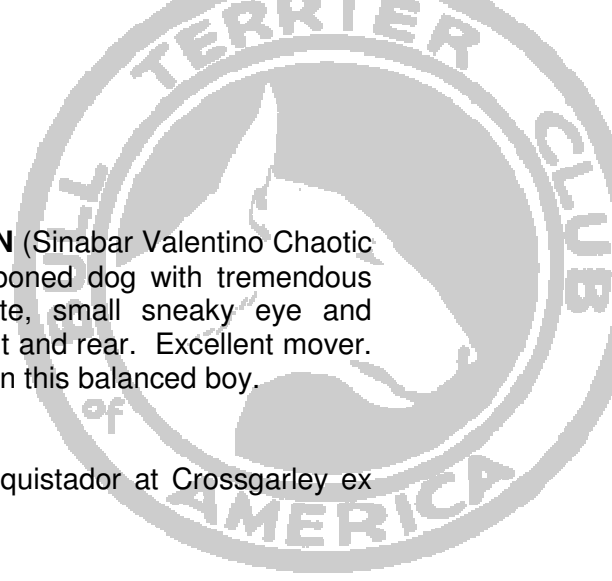 BULL TERRIER CLUB of AMERICA
N (Sinabar Valentino Chaotic
boned dog with tremendous
te, small sneaky eye and
t and rear. Excellent mover.
n this balanced boy.
quistador at Crossgarley ex